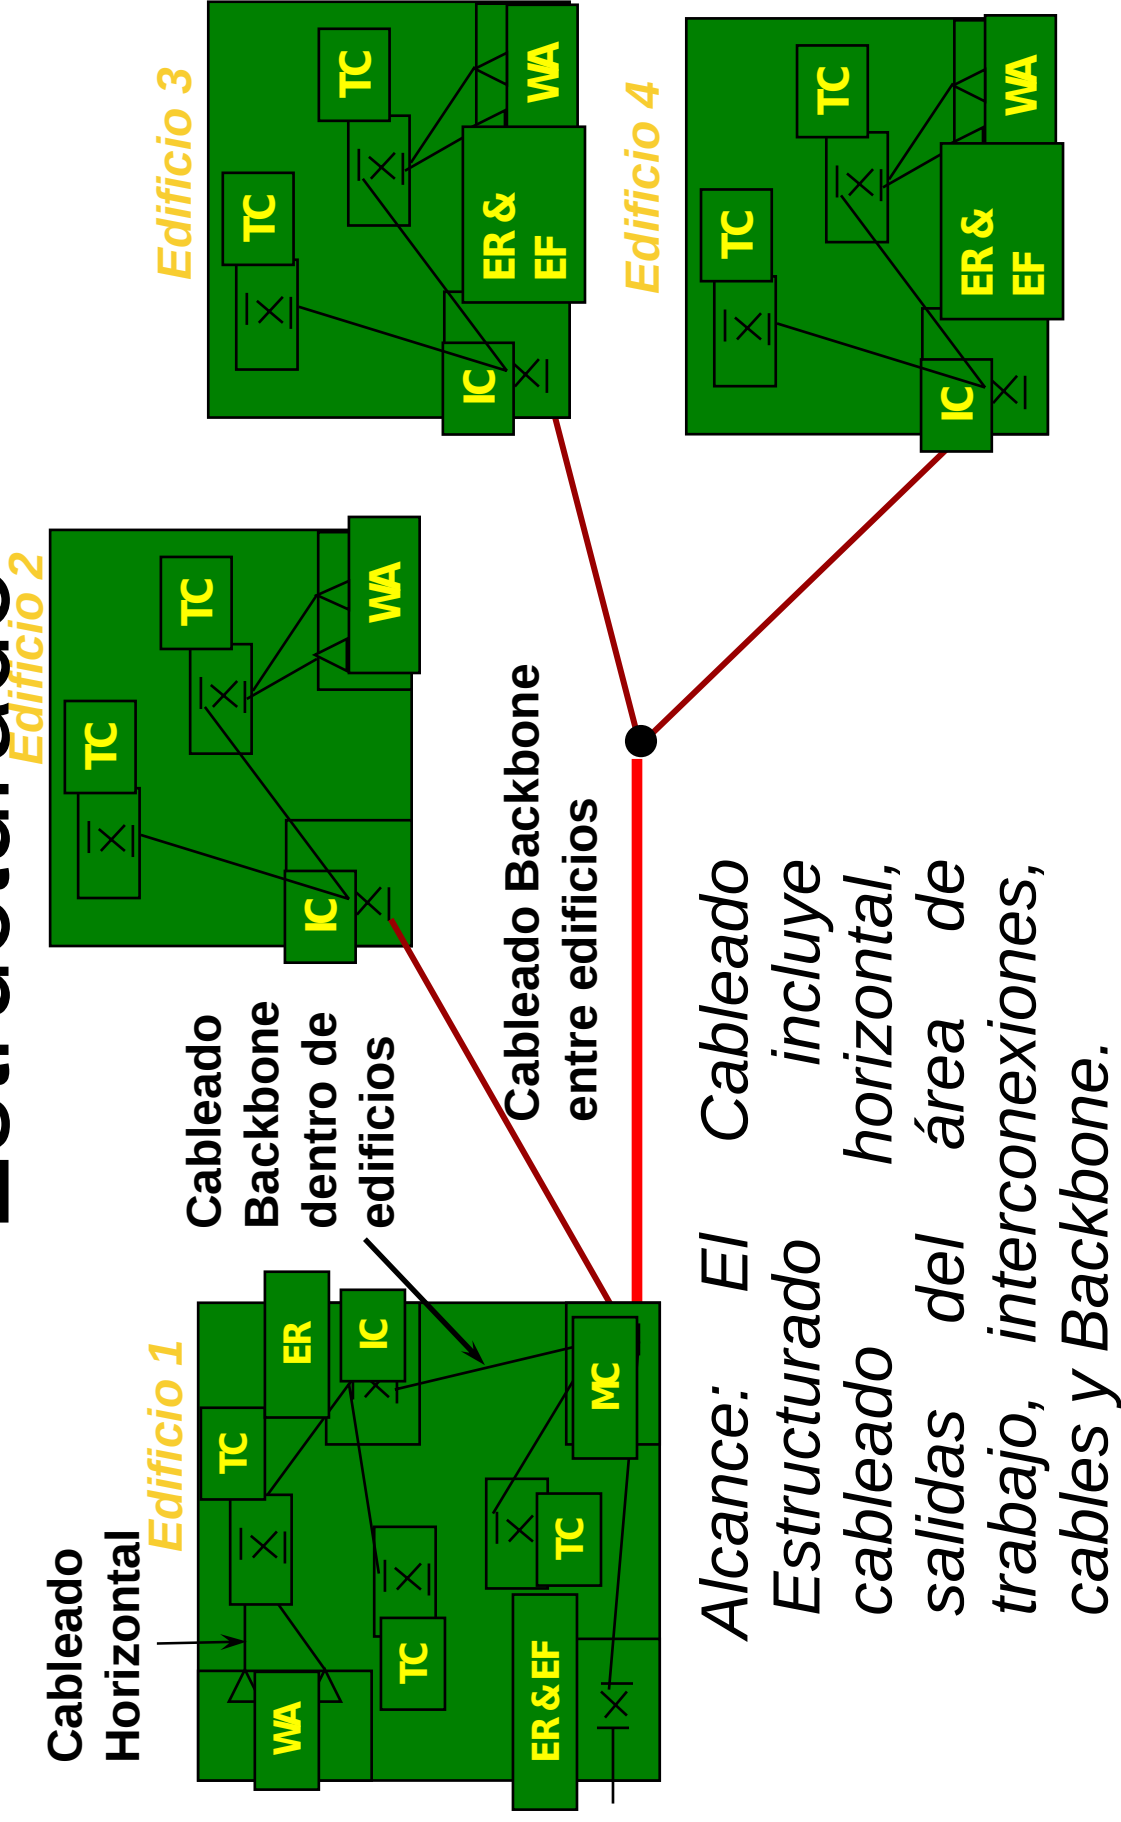 Edificio 2
Cableado
Horizontal
Edificio 1
TC
WA
ER
IC
TC
TC
ER & EF
MC
Cableado
Backbone
dentro de
edificios
TC
TC
IC
WA
Edificio 3
TC
TC
IC
ER &
EF
WA
Cableado Backbone
entre edificios
Edificio 4
TC
TC
IC
ER &
EF
WA
Alcance: El Cableado
Estructurado incluye
cableado horizontal,
salidas del área de
trabajo, interconexiones,
cables y Backbone.